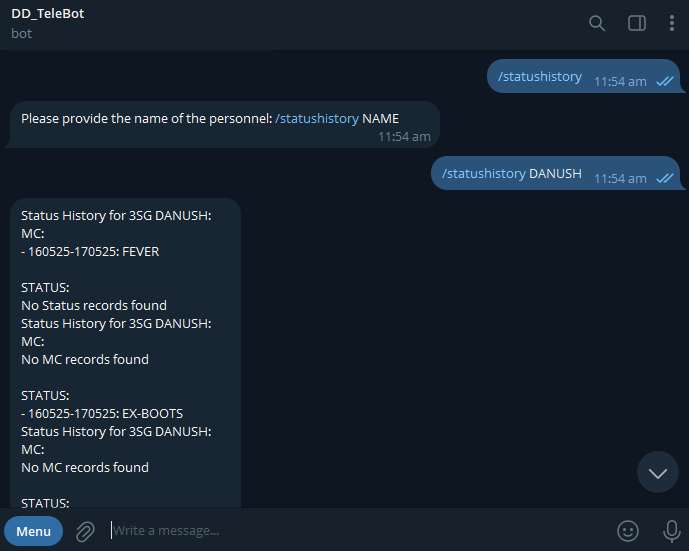 DD_TeleBot
bot
/statushistory 11:54 am
Please provide the name of the personnel: /statushistory NAME
11:54 am
/statushistory DANUSH 11:54 am
Status History for 3SG DANUSH:
MC:
- 160525-170525: FEVER
STATUS:
No Status records found
Status History for 3SG DANUSH:
MC:
No MC records found
STATUS:
- 160525-170525: EX-BOOTS
Status History for 3SG DANUSH:
MC:
No MC records found
STATUS:
Menu Write a message...